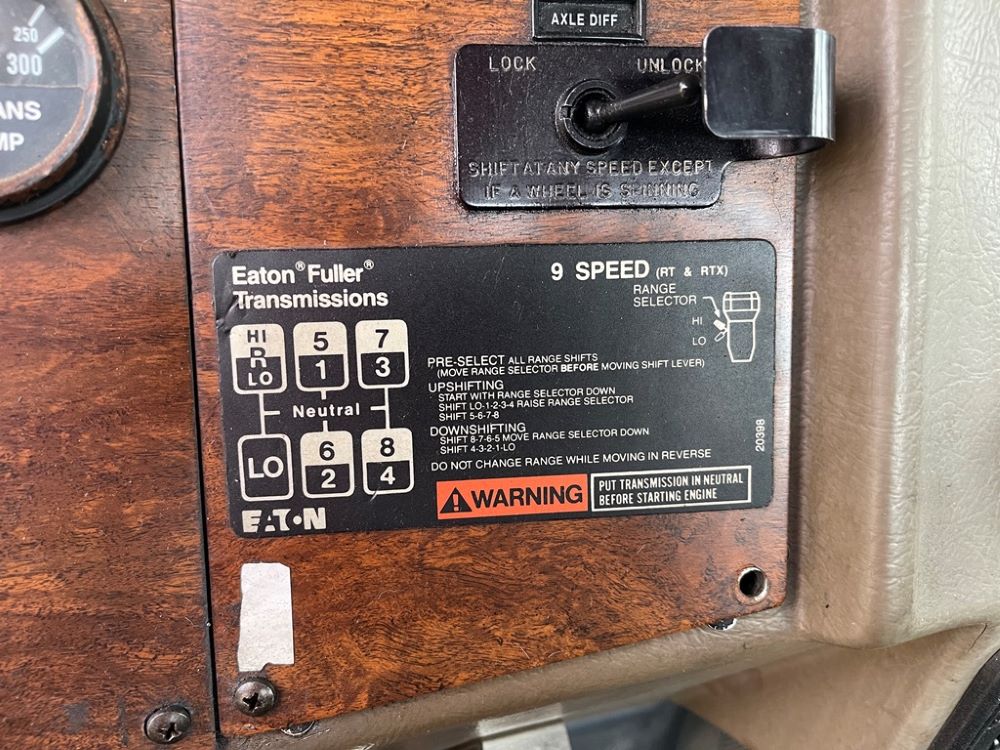 250
300
ANS
MP
AXLE DIFF
LOCK UNLOCK
SHIFT AT ANY SPEED EXCEPT
IF A WHEEL IS SPINNING
Eaton® Fuller®
Transmissions
9 SPEED (RT & RTX)
RANGE
SELECTOR
HI
LO
HI
R
LO
5
1
7
3
Neutral
LO
6
2
8
4
PRE-SELECT ALL RANGE SHIFTS
(MOVE RANGE SELECTOR BEFORE MOVING SHIFT LEVER)
UPSHIFTING
START WITH RANGE SELECTOR DOWN
SHIFT LO-1-2-3-4 RAISE RANGE SELECTOR
SHIFT 5-6-7-8
DOWNSHIFTING
SHIFT 8-7-6-5 MOVE RANGE SELECTOR DOWN
SHIFT 4-3-2-1-LO
DO NOT CHANGE RANGE WHILE MOVING IN REVERSE
20398
WARNING
PUT TRANSMISSION IN NEUTRAL
BEFORE STARTING ENGINE
EATON